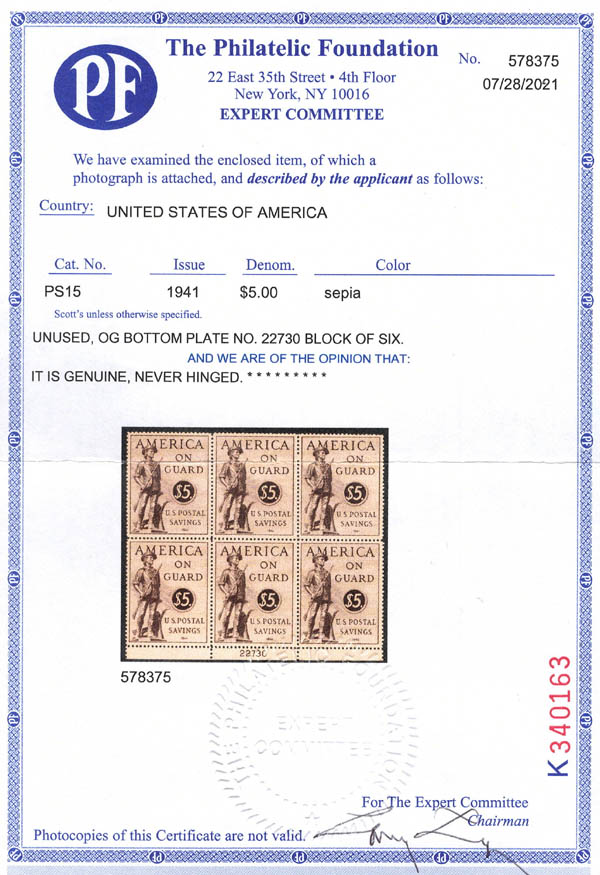 PF
The Philatelic Foundation
22 East 35th Street • 4th Floor
New York, NY 10016
EXPERT COMMITTEE
No. 578375
07/28/2021
We have examined the enclosed item, of which a
photograph is attached, and described by the applicant as follows:
Country: UNITED STATES OF AMERICA
Cat. No. Issue Denom. Color
PS15 1941 $5.00 sepia
Scott's unless otherwise specified.
UNUSED, OG BOTTOM PLATE NO. 22730 BLOCK OF SIX.
AND WE ARE OF THE OPINION THAT:
IT IS GENUINE, NEVER HINGED. * * * * * * * * *
AMERICA AMERICA AMERICA
ON ON ON
GUARD GUARD GUARD
$5 $5 $5
U.S. POSTAL U.S. POSTAL U.S. POSTAL
SAVINGS SAVINGS SAVINGS
AMERICA AMERICA AMERICA
ON ON ON
GUARD GUARD GUARD
$5 $5 $5
U.S. POSTAL U.S. POSTAL U.S. POSTAL
SAVINGS SAVINGS SAVINGS
22730
578375
THE PHILATELIC FOUNDATION
EXPERT
COMMITTEE
K340163
For The Expert Committee
Chairman
Photocopies of this Certificate are not valid.